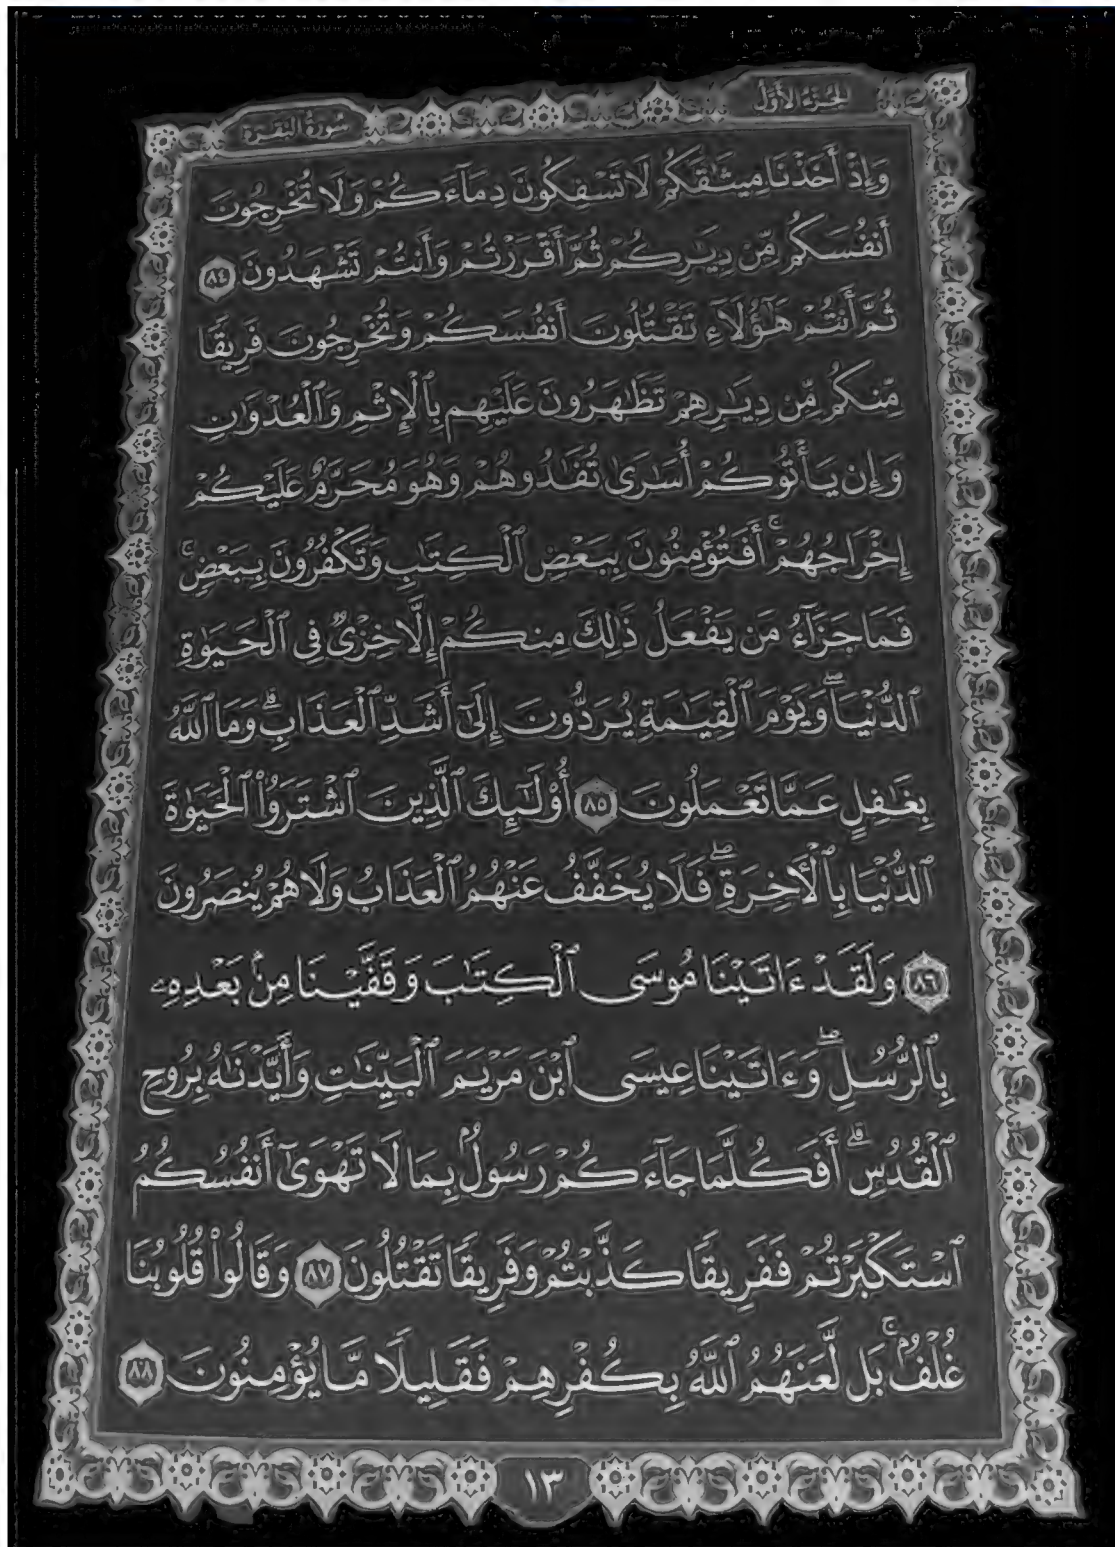 الجزء الأول
سورة البقرة
وَإِذْ أَخَذْنَا مِيثَٰقَكُمْ لَا تَسْفِكُونَ دِمَآءَكُمْ وَلَا تُخْرِجُونَ
أَنفُسَكُم مِّن دِيَٰرِكُمْ ثُمَّ أَقْرَرْتُمْ وَأَنتُمْ تَشْهَدُونَ ٨٤
ثُمَّ أَنتُمْ هَٰٓؤُلَآءِ تَقْتُلُونَ أَنفُسَكُمْ وَتُخْرِجُونَ فَرِيقًا
مِّنكُم مِّن دِيَٰرِهِمْ تَظَٰهَرُونَ عَلَيْهِم بِٱلْإِثْمِ وَٱلْعُدْوَٰنِ
وَإِن يَأْتُوكُمْ أُسَٰرَىٰ تُفَٰدُوهُمْ وَهُوَ مُحَرَّمٌ عَلَيْكُمْ
إِخْرَاجُهُمْ ۚ أَفَتُؤْمِنُونَ بِبَعْضِ ٱلْكِتَٰبِ وَتَكْفُرُونَ بِبَعْضٍ ۚ
فَمَا جَزَآءُ مَن يَفْعَلُ ذَٰلِكَ مِنكُمْ إِلَّا خِزْىٌ فِى ٱلْحَيَوٰةِ
ٱلدُّنْيَا ۖ وَيَوْمَ ٱلْقِيَٰمَةِ يُرَدُّونَ إِلَىٰٓ أَشَدِّ ٱلْعَذَابِ ۗ وَمَا ٱللَّهُ
بِغَٰفِلٍ عَمَّا تَعْمَلُونَ ٨٥ أُو۟لَٰٓئِكَ ٱلَّذِينَ ٱشْتَرَوُا۟ ٱلْحَيَوٰةَ
ٱلدُّنْيَا بِٱلْءَاخِرَةِ ۖ فَلَا يُخَفَّفُ عَنْهُمُ ٱلْعَذَابُ وَلَا هُمْ يُنصَرُونَ
٨٦ وَلَقَدْ ءَاتَيْنَا مُوسَى ٱلْكِتَٰبَ وَقَفَّيْنَا مِنۢ بَعْدِهِۦ
بِٱلرُّسُلِ ۖ وَءَاتَيْنَا عِيسَى ٱبْنَ مَرْيَمَ ٱلْبَيِّنَٰتِ وَأَيَّدْنَٰهُ بِرُوحِ
ٱلْقُدُسِ ۗ أَفَكُلَّمَا جَآءَكُمْ رَسُولٌۢ بِمَا لَا تَهْوَىٰٓ أَنفُسُكُمُ
ٱسْتَكْبَرْتُمْ فَفَرِيقًا كَذَّبْتُمْ وَفَرِيقًا تَقْتُلُونَ ٨٧ وَقَالُوا۟ قُلُوبُنَا
غُلْفٌۢ ۚ بَل لَّعَنَهُمُ ٱللَّهُ بِكُفْرِهِمْ فَقَلِيلًا مَّا يُؤْمِنُونَ ٨٨
١٣